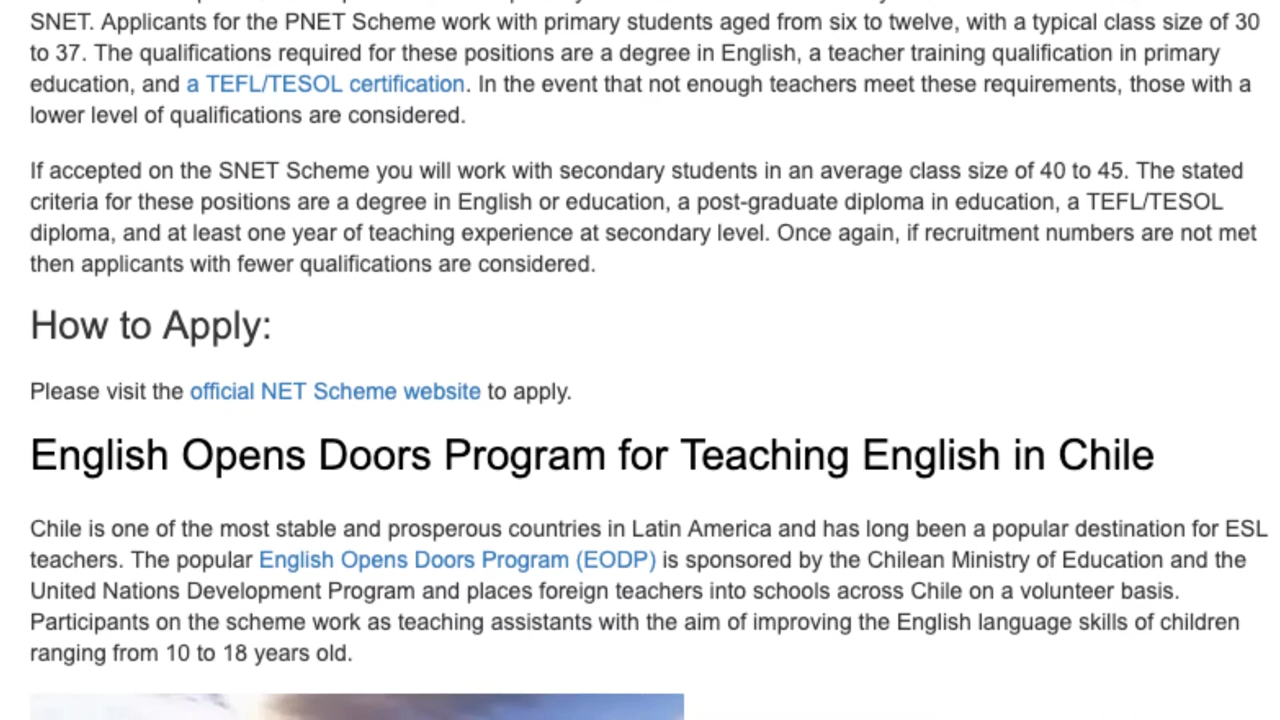 SNET. Applicants for the PNET Scheme work with primary students aged from six to twelve, with a typical class size of 30
to 37. The qualifications required for these positions are a degree in English, a teacher training qualification in primary
education, and a TEFL/TESOL certification. In the event that not enough teachers meet these requirements, those with a
lower level of qualifications are considered.
If accepted on the SNET Scheme you will work with secondary students in an average class size of 40 to 45. The stated
criteria for these positions are a degree in English or education, a post-graduate diploma in education, a TEFL/TESOL
diploma, and at least one year of teaching experience at secondary level. Once again, if recruitment numbers are not met
then applicants with fewer qualifications are considered.
How to Apply:
Please visit the official NET Scheme website to apply.
English Opens Doors Program for Teaching English in Chile
Chile is one of the most stable and prosperous countries in Latin America and has long been a popular destination for ESL
teachers. The popular English Opens Doors Program (EODP) is sponsored by the Chilean Ministry of Education and the
United Nations Development Program and places foreign teachers into schools across Chile on a volunteer basis.
Participants on the scheme work as teaching assistants with the aim of improving the English language skills of children
ranging from 10 to 18 years old.